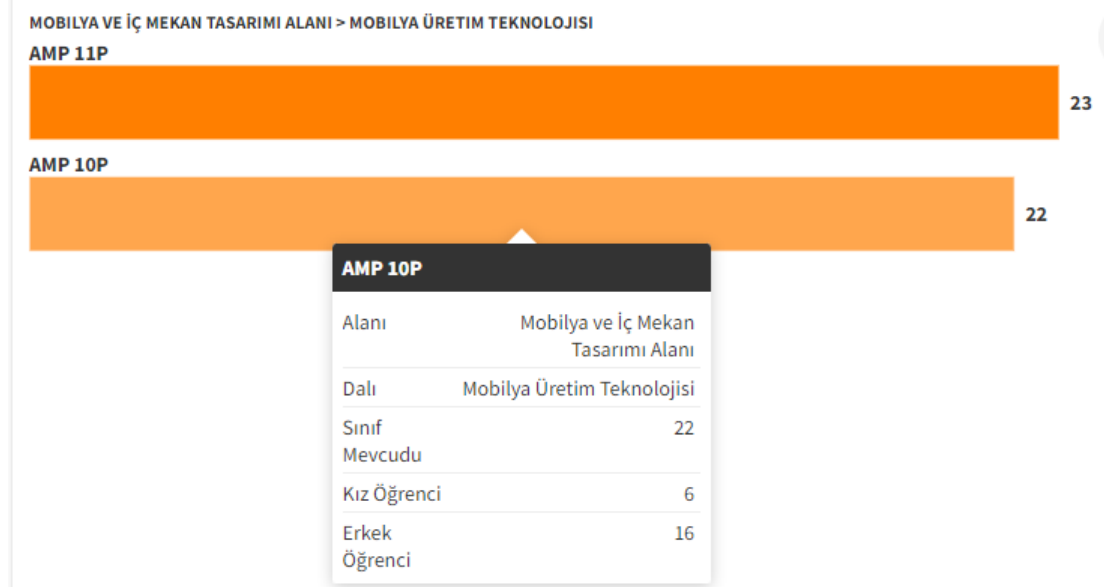 MOBILYA VE İÇ MEKAN TASARIMI ALANI > MOBILYA ÜRETIM TEKNOLOJISI
AMP 11P
23
AMP 10P
22
AMP 10P
Alanı Mobilya ve İç Mekan
Tasarımı Alanı
Dalı Mobilya Üretim Teknolojisi
Sınıf 22
Mevcudu
Kız Öğrenci 6
Erkek 16
Öğrenci